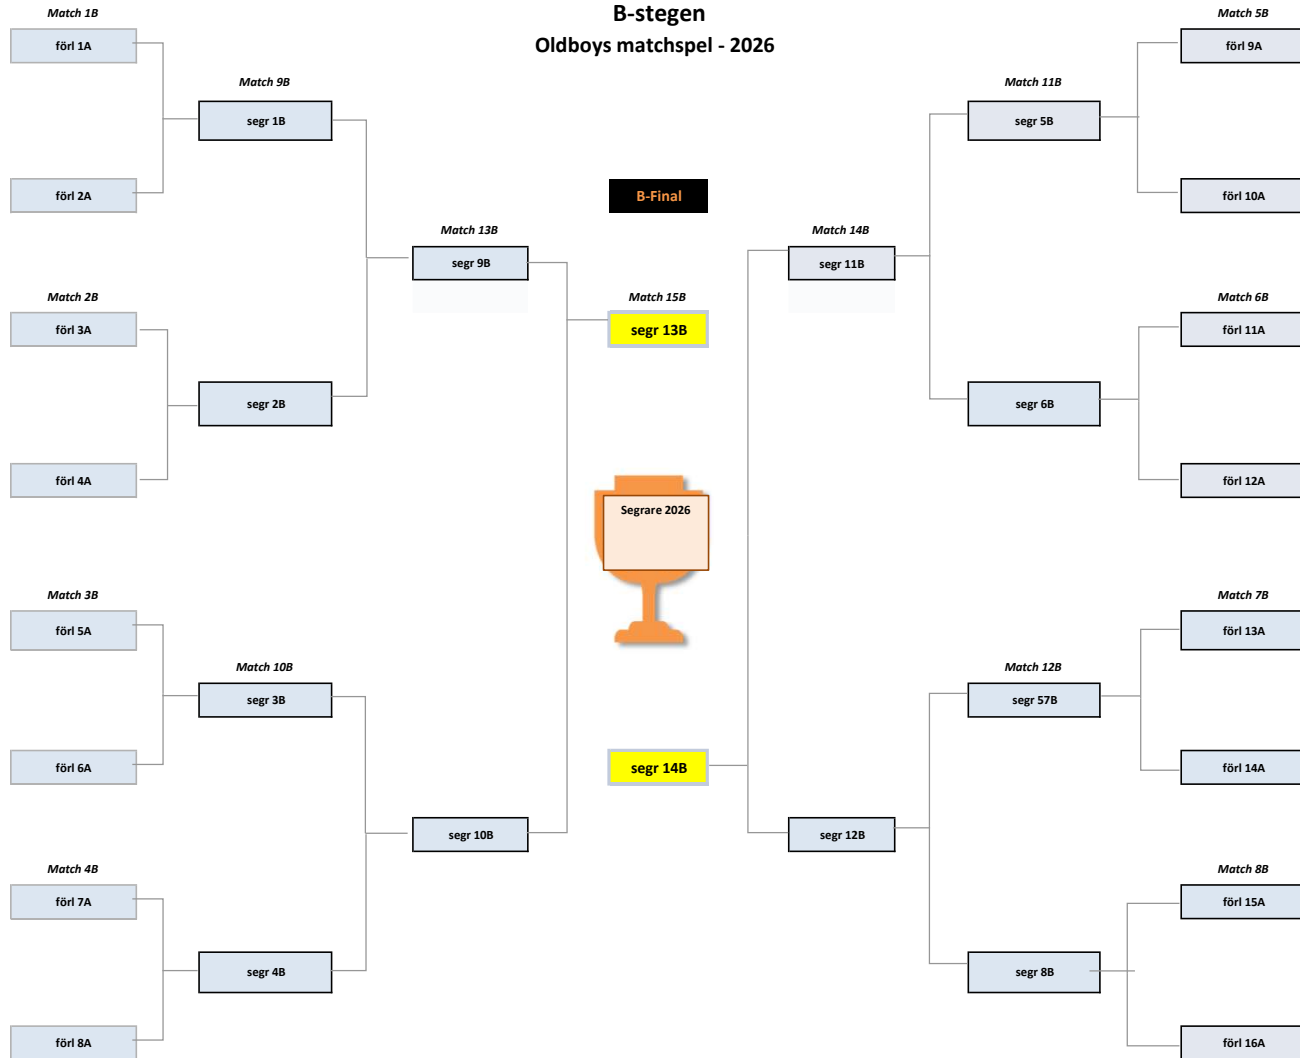 B-stegen
Oldboys matchspel - 2026
Match 1B
förl 1A
förl 2A
Match 9B
segr 1B
Match 2B
förl 3A
förl 4A
segr 2B
Match 13B
segr 9B
Match 3B
förl 5A
förl 6A
Match 10B
segr 3B
Match 4B
förl 7A
förl 8A
segr 4B
segr 10B
B-Final
Match 15B
segr 13B
Segrare 2026
segr 14B
Match 14B
segr 11B
segr 12B
Match 11B
segr 5B
segr 6B
Match 12B
segr 57B
segr 8B
Match 5B
förl 9A
förl 10A
Match 6B
förl 11A
förl 12A
Match 7B
förl 13A
förl 14A
Match 8B
förl 15A
förl 16A